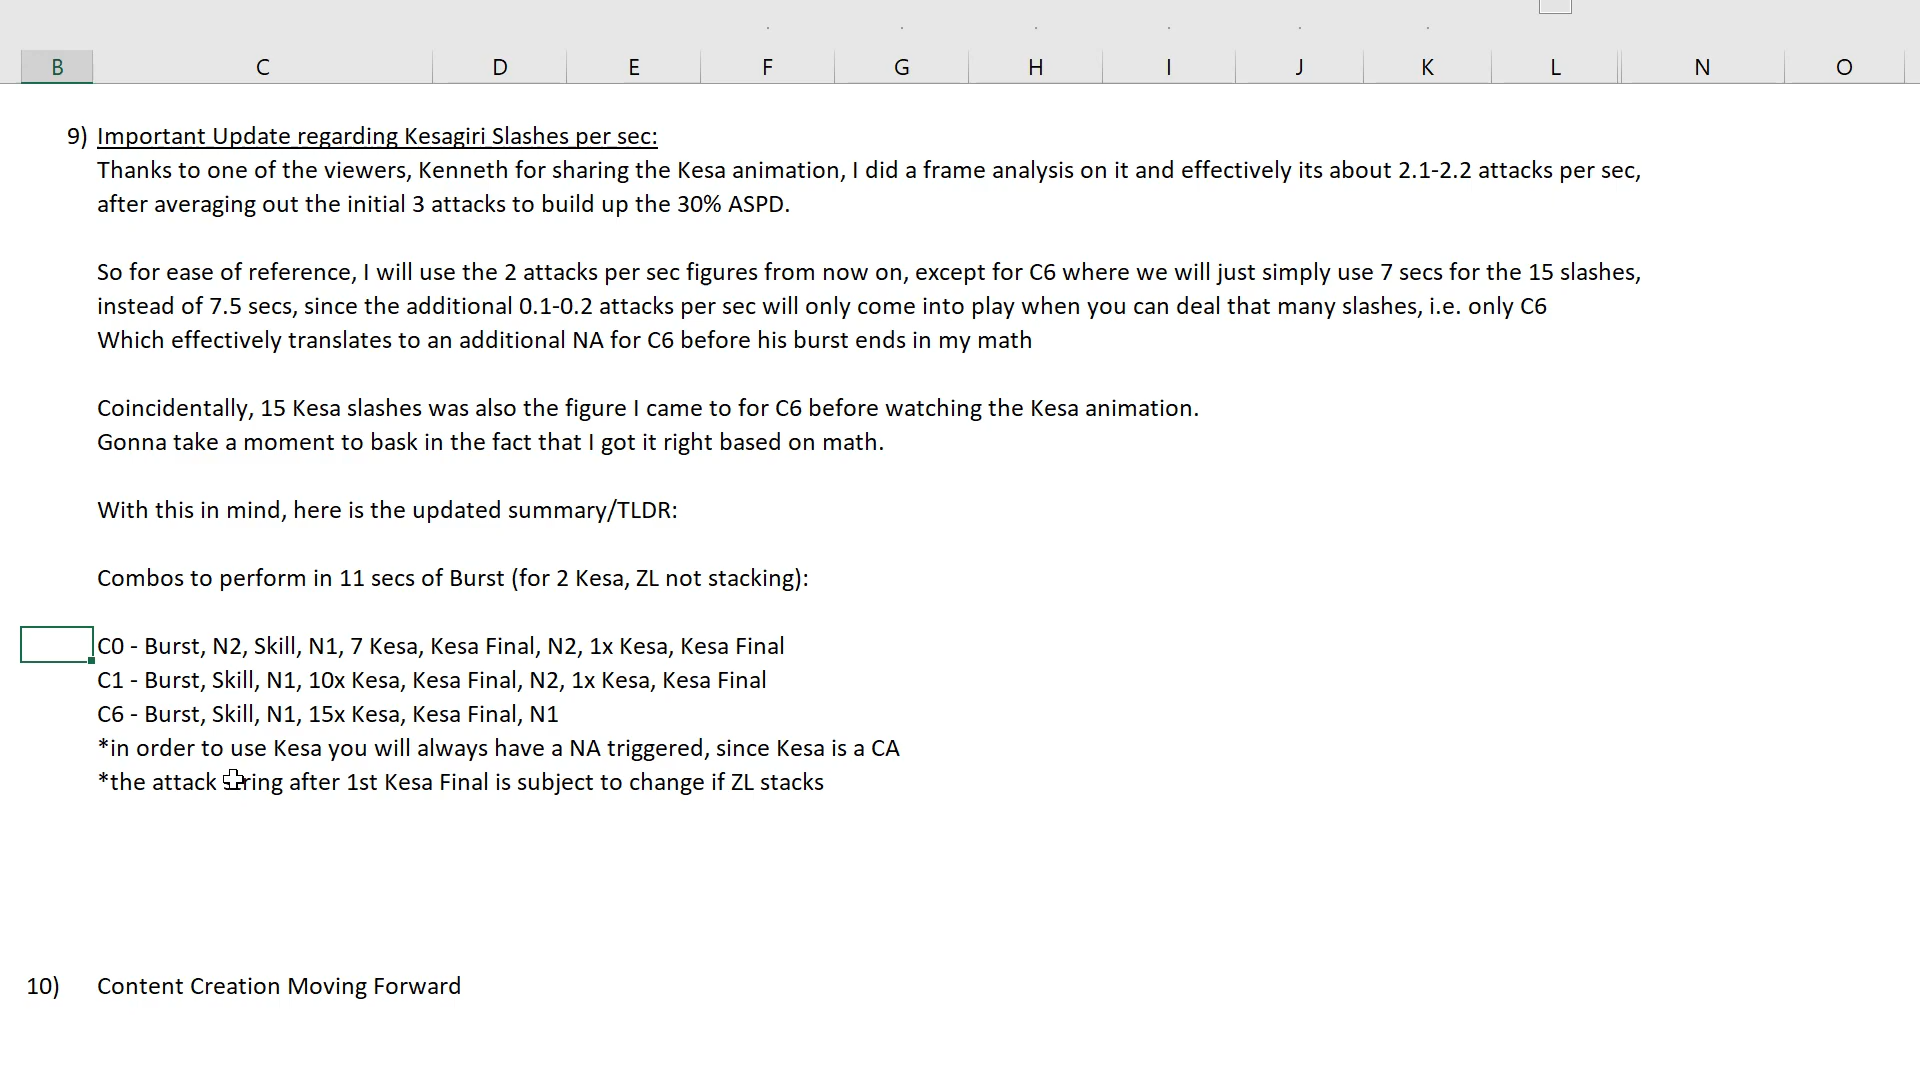 B C D E F G H I J K L N O
9) Important Update regarding Kesagiri Slashes per sec:
Thanks to one of the viewers, Kenneth for sharing the Kesa animation, I did a frame analysis on it and effectively its about 2.1-2.2 attacks per sec,
after averaging out the initial 3 attacks to build up the 30% ASPD.
So for ease of reference, I will use the 2 attacks per sec figures from now on, except for C6 where we will just simply use 7 secs for the 15 slashes,
instead of 7.5 secs, since the additional 0.1-0.2 attacks per sec will only come into play when you can deal that many slashes, i.e. only C6
Which effectively translates to an additional NA for C6 before his burst ends in my math
Coincidentally, 15 Kesa slashes was also the figure I came to for C6 before watching the Kesa animation.
Gonna take a moment to bask in the fact that I got it right based on math.
With this in mind, here is the updated summary/TLDR:
Combos to perform in 11 secs of Burst (for 2 Kesa, ZL not stacking):
C0 - Burst, N2, Skill, N1, 7 Kesa, Kesa Final, N2, 1x Kesa, Kesa Final
C1 - Burst, Skill, N1, 10x Kesa, Kesa Final, N2, 1x Kesa, Kesa Final
C6 - Burst, Skill, N1, 15x Kesa, Kesa Final, N1
*in order to use Kesa you will always have a NA triggered, since Kesa is a CA
*the attack after 1st Kesa Final is subject to change if ZL stacks
10) Content Creation Moving Forward